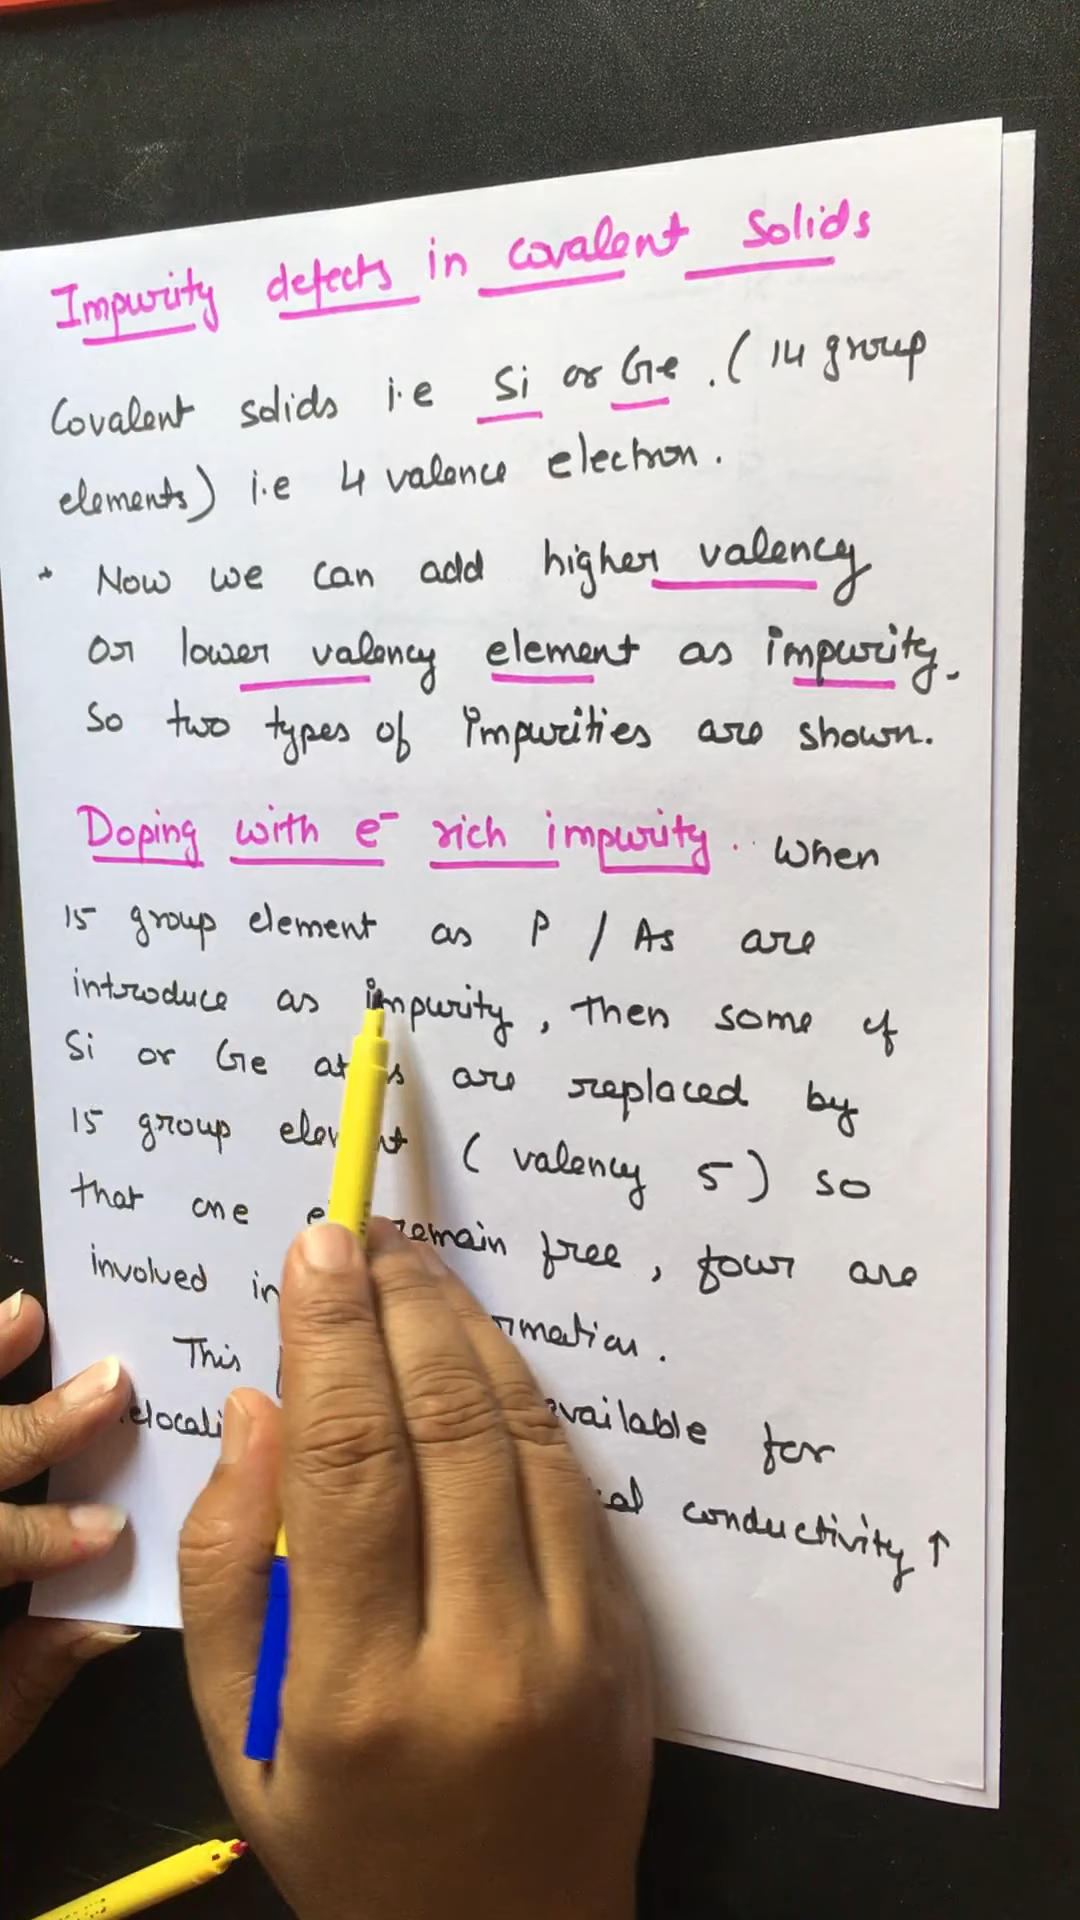 Impurity defects in covalent solids
Covalent solids i.e Si or Ge. (14 group
elements) i.e 4 valence electron.
* Now we can add higher valency
or lower valency element as impurity.
So two types of impurities are shown.
Doping with e⁻ rich impurity.. When
15 group element as P / As are
introduce as impurity, then some of
Si or Ge are replaced by
15 group ( valency 5 ) so
that one remain free, four are
involved in
This
available for
conductivity ↑